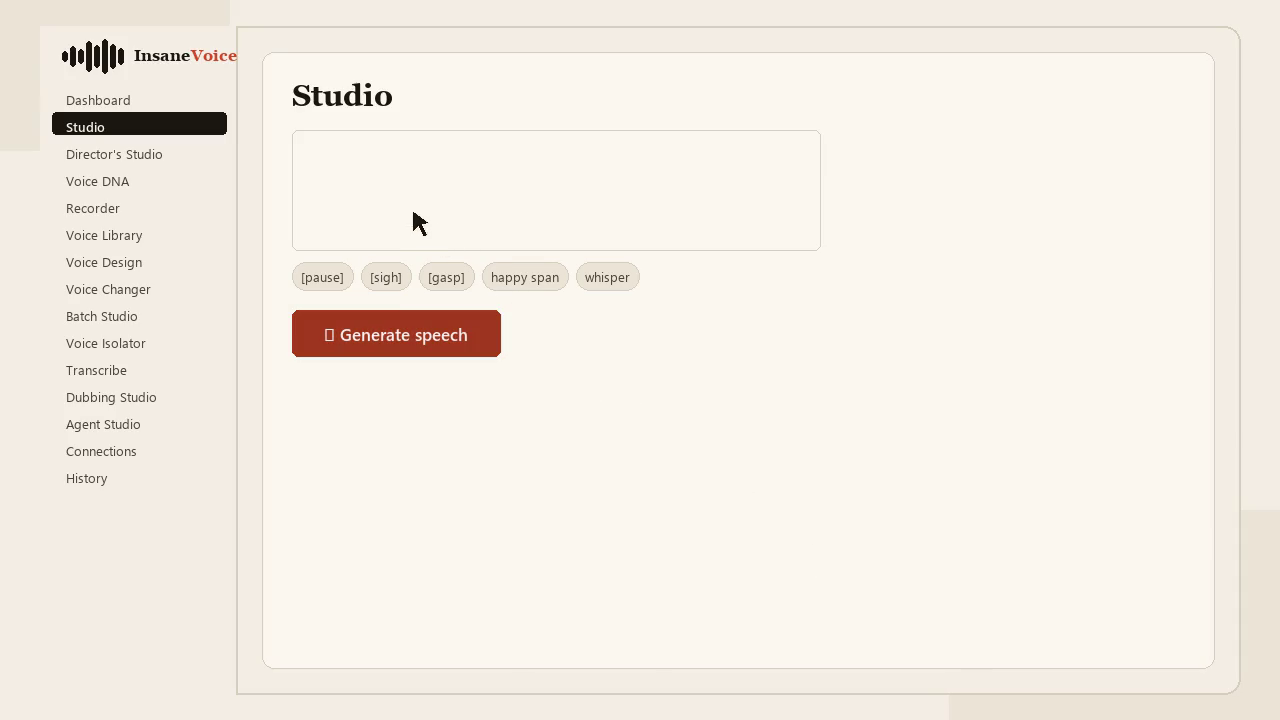 InsaneVoice
Dashboard
Studio
Director's Studio
Voice DNA
Recorder
Voice Library
Voice Design
Voice Changer
Batch Studio
Voice Isolator
Transcribe
Dubbing Studio
Agent Studio
Connections
History
Studio
[pause] [sigh] [gasp] happy span whisper
Generate speech